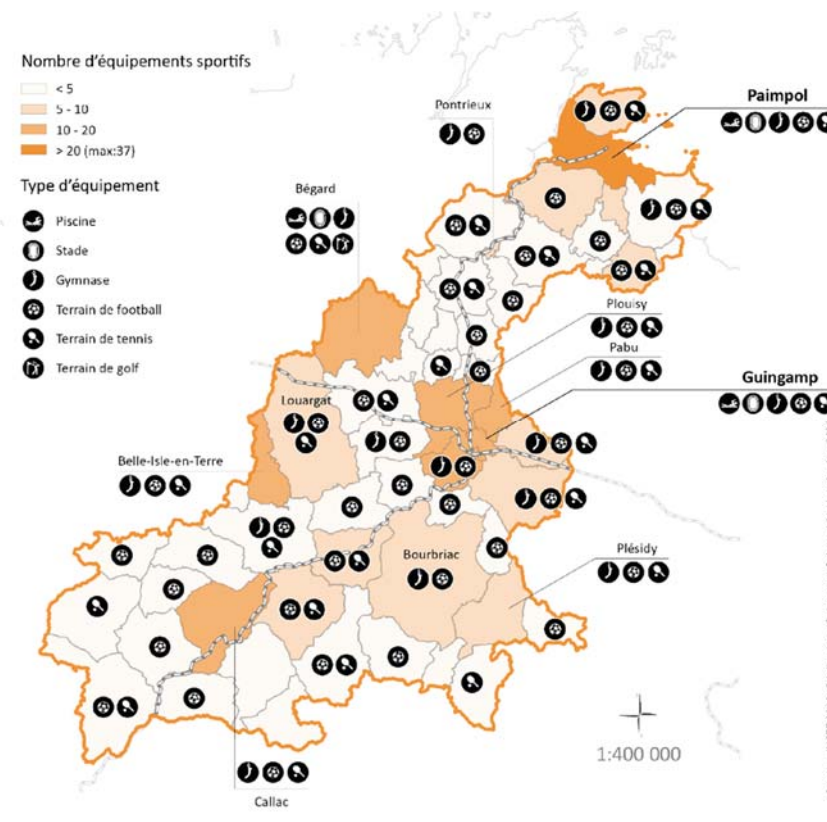 Nombre d'équipements sportifs
< 5
5 - 10
10 - 20
> 20 (max:37)
Type d'équipement
Piscine
Stade
Gymnase
Terrain de football
Terrain de tennis
Terrain de golf
Paimpol
Pontrieux
Bégard
Plouisy
Pabu
Guingamp
Louargat
Belle-Isle-en-Terre
Bourbriac
Plésidy
1:400 000
Callac